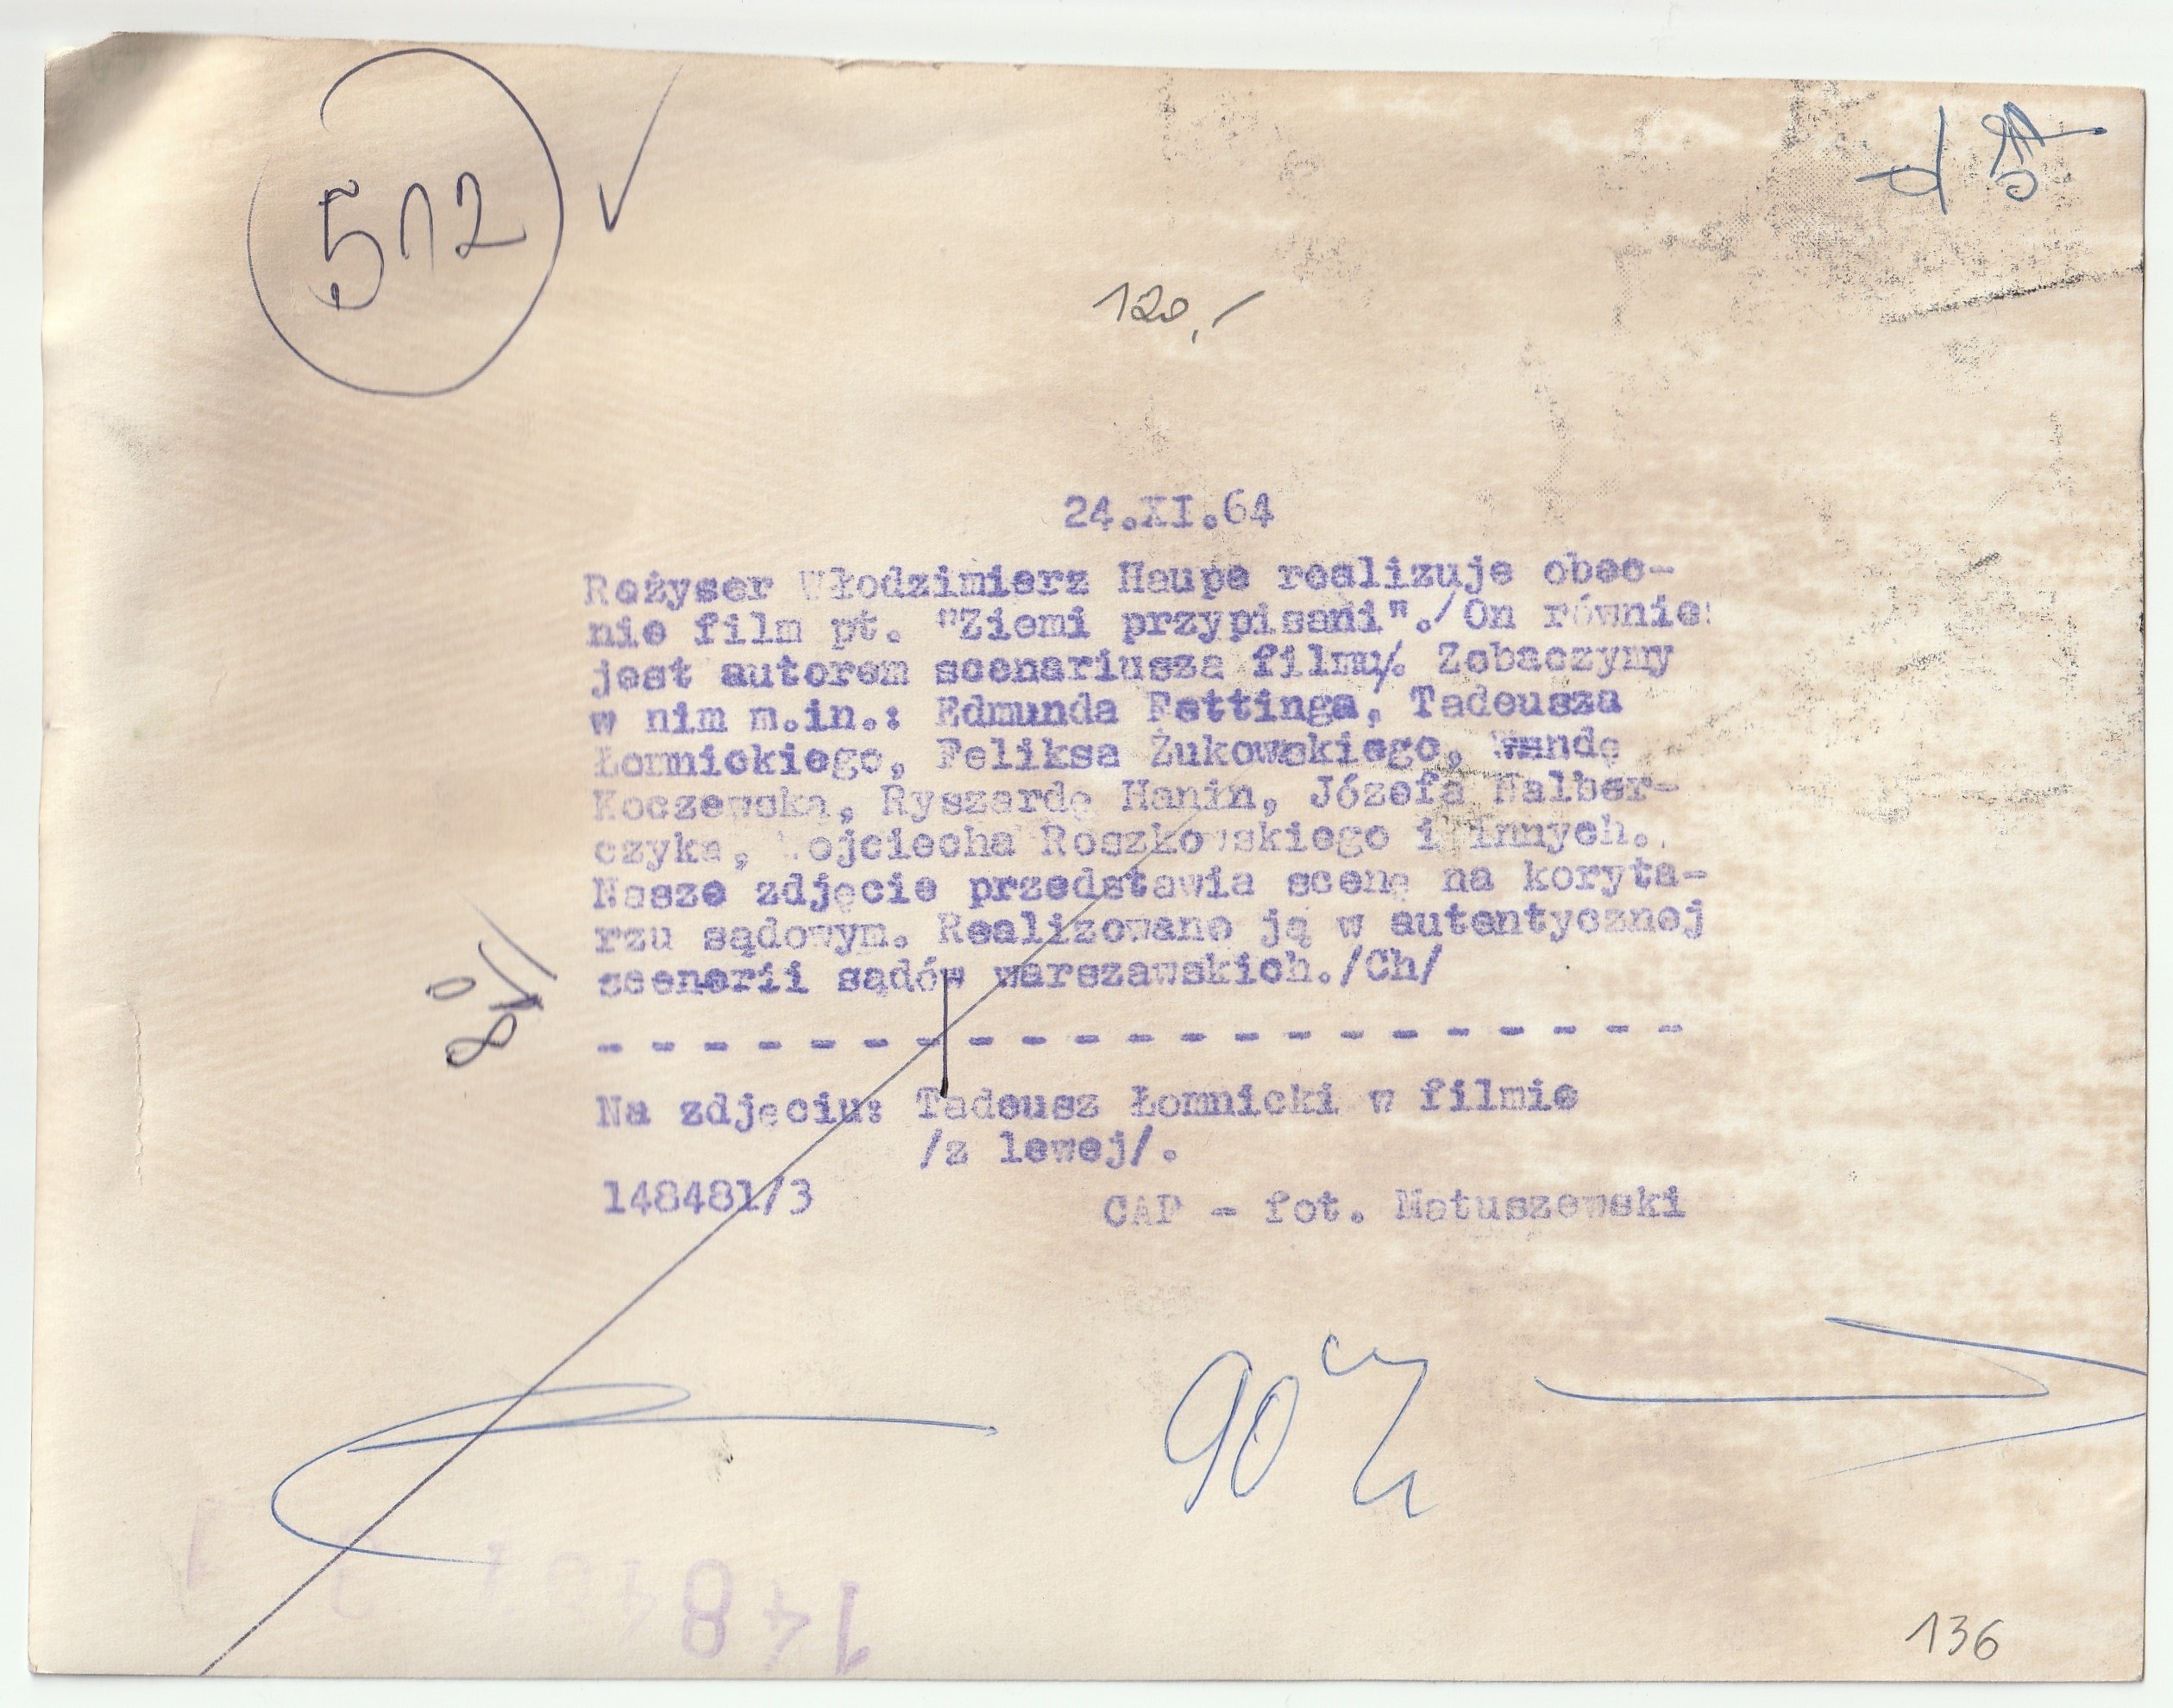 512
120,-
24.XI.64
Reżyser Włodzimierz Haupe realizuje obec-
nie film pt. "Ziemi przypisani"./On równie
jest autorem scenariusza filmu/. Zobaczymy
w nim m.in.: Edmunda Fettinga, Tadeusza
Łomnickiego, Feliksa Żukowskiego, Wandę
Koczewską, Ryszardę Hanin, Józefa Nalber-
czyka, Wojciecha Roszkowskiego i innych.
Nasze zdjęcie przedstawia scenę na koryta-
rzu sądowym. Realizowano ją w autentycznej
scenerii sądów warszawskich./Ch/
- - - - - - - - - - - - - - - - - - - - -
Na zdjęciu: Tadeusz Łomnicki w filmie
/z lewej/.
148481/3
CAP - fot. Matuszewski
90
148
136